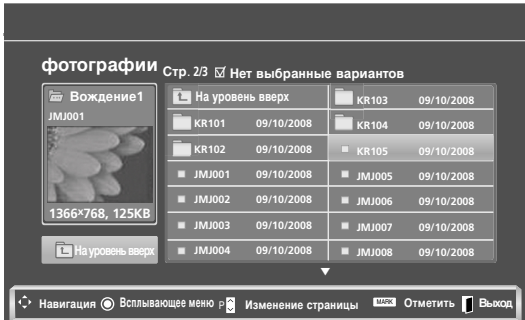 фотографии Стр. 2/3 Нет выбранные вариантов
Вождение1
JMJ001
1366×768, 125KB
На уровень вверх
На уровень вверх KR103 09/10/2008
KR101 09/10/2008 KR104 09/10/2008
KR102 09/10/2008 KR105 09/10/2008
JMJ001 09/10/2008 JMJ005 09/10/2008
JMJ002 09/10/2008 JMJ006 09/10/2008
JMJ003 09/10/2008 JMJ007 09/10/2008
JMJ004 09/10/2008 JMJ008 09/10/2008
Навигация Всплывающее меню P Изменение страницы MARK Отметить Выход